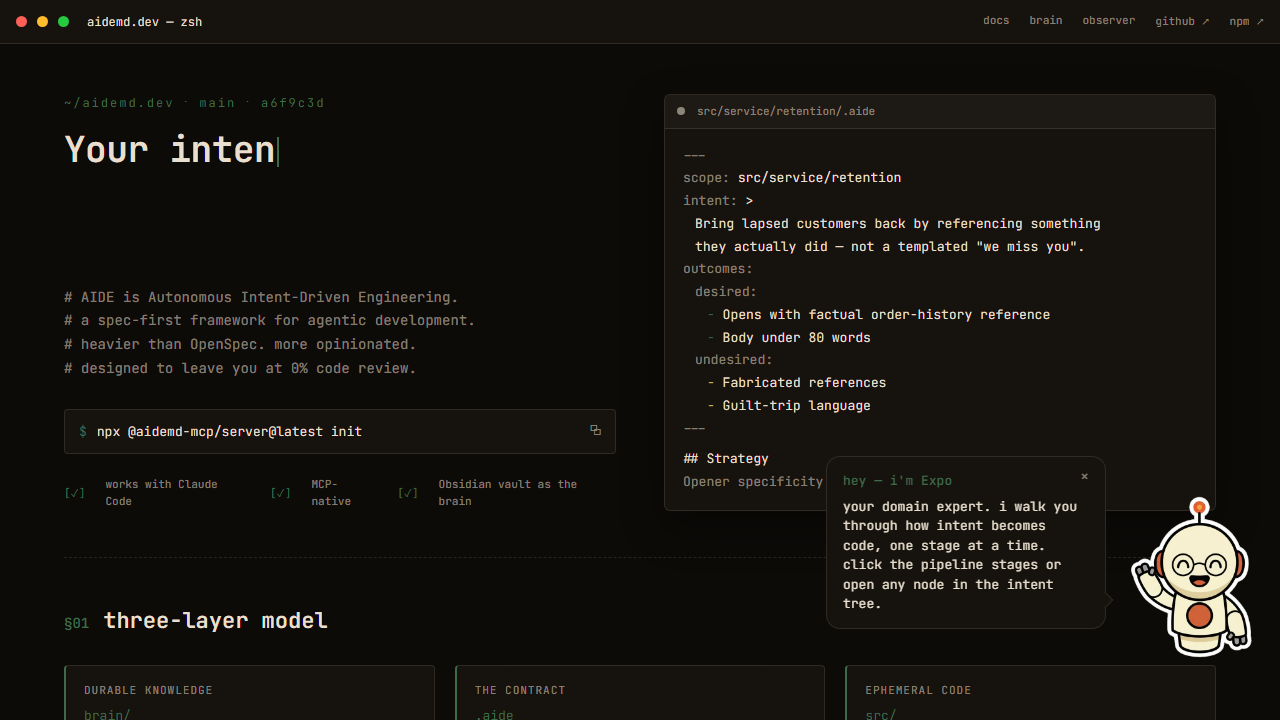 aidemd.dev — zsh
docs brain observer github ↗ npm ↗
~/aidemd.dev · main · a6f9c3d
Your inten
# AIDE is Autonomous Intent-Driven Engineering.
# a spec-first framework for agentic development.
# heavier than OpenSpec. more opinionated.
# designed to leave you at 0% code review.
$ npx @aidemd-mcp/server@latest init
[✓] works with Claude
Code
[✓] MCP-
native
[✓] Obsidian vault as the
brain
src/service/retention/.aide
---
scope: src/service/retention
intent: >
Bring lapsed customers back by referencing something
they actually did — not a templated "we miss you".
outcomes:
desired:
- Opens with factual order-history reference
- Body under 80 words
undesired:
- Fabricated references
- Guilt-trip language
---
## Strategy
Opener specificity
hey — i'm Expo ×
your domain expert. i walk you
through how intent becomes
code, one stage at a time.
click the pipeline stages or
open any node in the intent
tree.
§01 three-layer model
DURABLE KNOWLEDGE
brain/
THE CONTRACT
.aide
EPHEMERAL CODE
src/